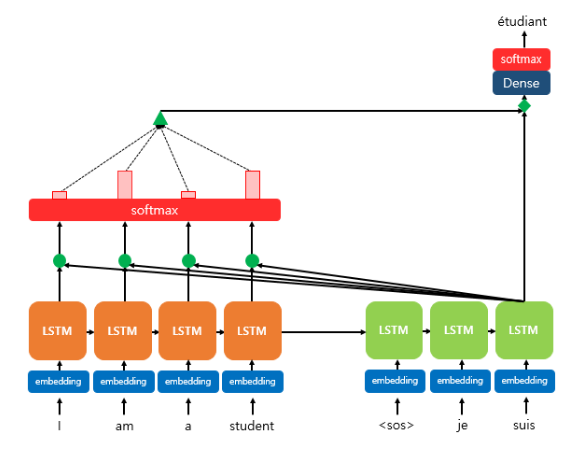 étudiant
softmax
Dense
softmax
LSTM LSTM LSTM LSTM LSTM LSTM LSTM
embedding embedding embedding embedding embedding embedding embedding
I am a student <sos> je suis